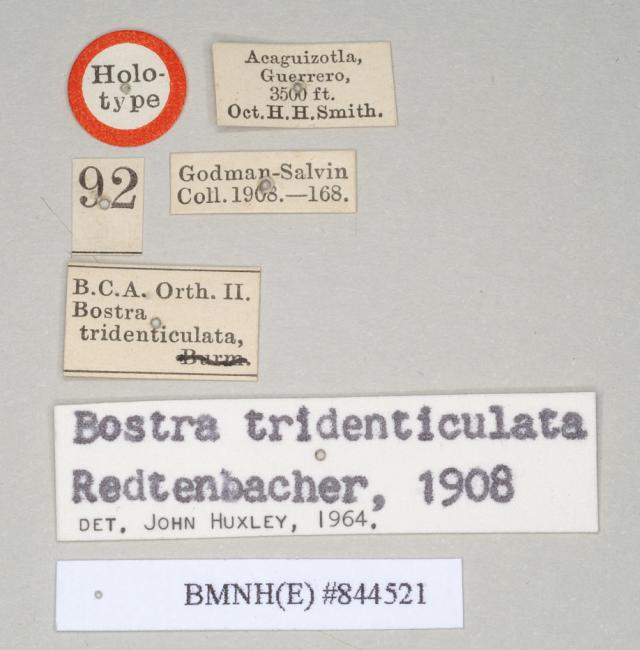 Holo-
type
Acaguizotla,
Guerrero,
3500 ft.
Oct. H. H. Smith.
92
Godman-Salvin
Coll. 1908.—168.
B.C.A. Orth. II.
Bostra
tridenticulata,
Burm.
Bostra tridenticulata
Redtenbacher, 1908
DET. JOHN HUXLEY, 1964.
BMNH(E) #844521